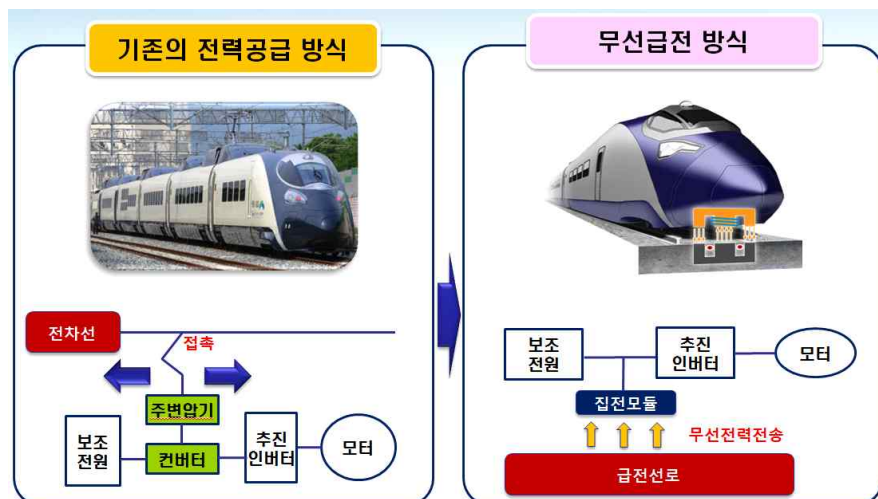 기존의 전력공급 방식
전차선
접촉
주변압기
보조
전원
컨버터
추진
인버터
모터
무선급전 방식
보조
전원
추진
인버터
모터
집전모듈
무선전력전송
급전선로